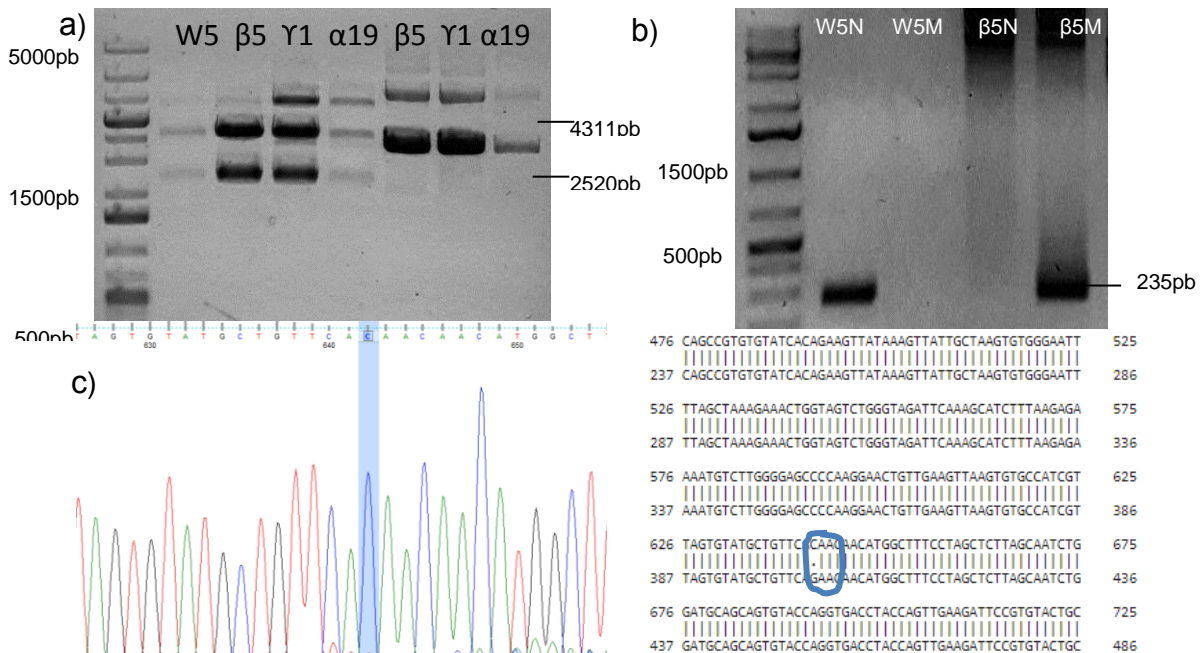 a)
W5 β5 ϒ1 α19 β5 ϒ1 α19
5000pb
4311pb
1500pb
2520pb
500pb
b)
W5N W5M β5N β5M
1500pb
500pb
235pb
T A G T G T A T G C T G T T C A C A A C A A C A T G G C T T
630 640 650
c)
476 CAGCCGTGTGTATCACAGAAGTTATAAAGTTATTGCTAAGTGTGGGAATT 525
237 CAGCCGTGTGTATCACAGAAGTTATAAAGTTATTGCTAAGTGTGGGAATT 286
526 TTAGCTAAAGAAACTGGTAGTCTGGGTAGATTCAAAGCATCTTTAAGAGA 575
287 TTAGCTAAAGAAACTGGTAGTCTGGGTAGATTCAAAGCATCTTTAAGAGA 336
576 AAATGTCTTGGGGAGCCCCAAGGAACTGTTGAAGTTAAGTGTGCCATCGT 625
337 AAATGTCTTGGGGAGCCCCAAGGAACTGTTGAAGTTAAGTGTGCCATCGT 386
626 TAGTGTATGCTGTTCACAACAACATGGCTTTCCTAGCTCTTAGCAATCTG 675
387 TAGTGTATGCTGTTCAGAACAACATGGCTTTCCTAGCTCTTAGCAATCTG 436
676 GATGCAGCAGTGTACCAGGTGACCTACCAGTTGAAGATTCCGTGTACTGC 725
437 GATGCAGCAGTGTACCAGGTGACCTACCAGTTGAAGATTCCGTGTACTGC 486